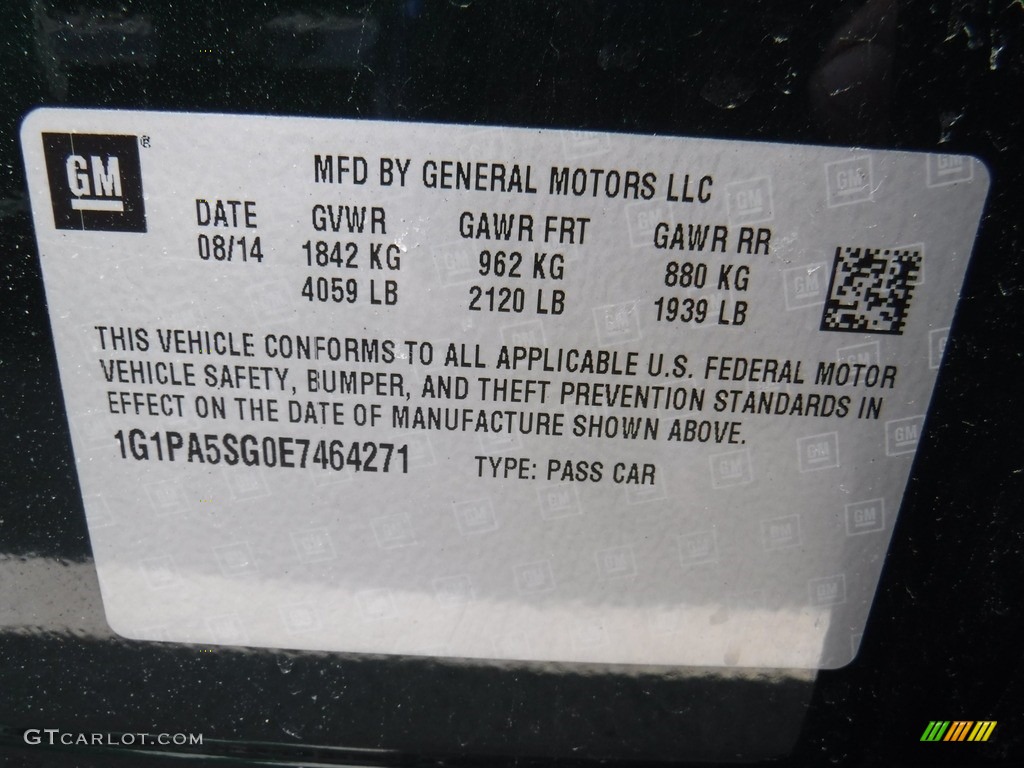 GM ®
MFD BY GENERAL MOTORS LLC
DATE GVWR GAWR FRT GAWR RR
08/14 1842 KG 962 KG 880 KG
4059 LB 2120 LB 1939 LB
THIS VEHICLE CONFORMS TO ALL APPLICABLE U.S. FEDERAL MOTOR
VEHICLE SAFETY, BUMPER, AND THEFT PREVENTION STANDARDS IN
EFFECT ON THE DATE OF MANUFACTURE SHOWN ABOVE.
1G1PA5SG0E7464271 TYPE: PASS CAR
GTCARLOT.COM